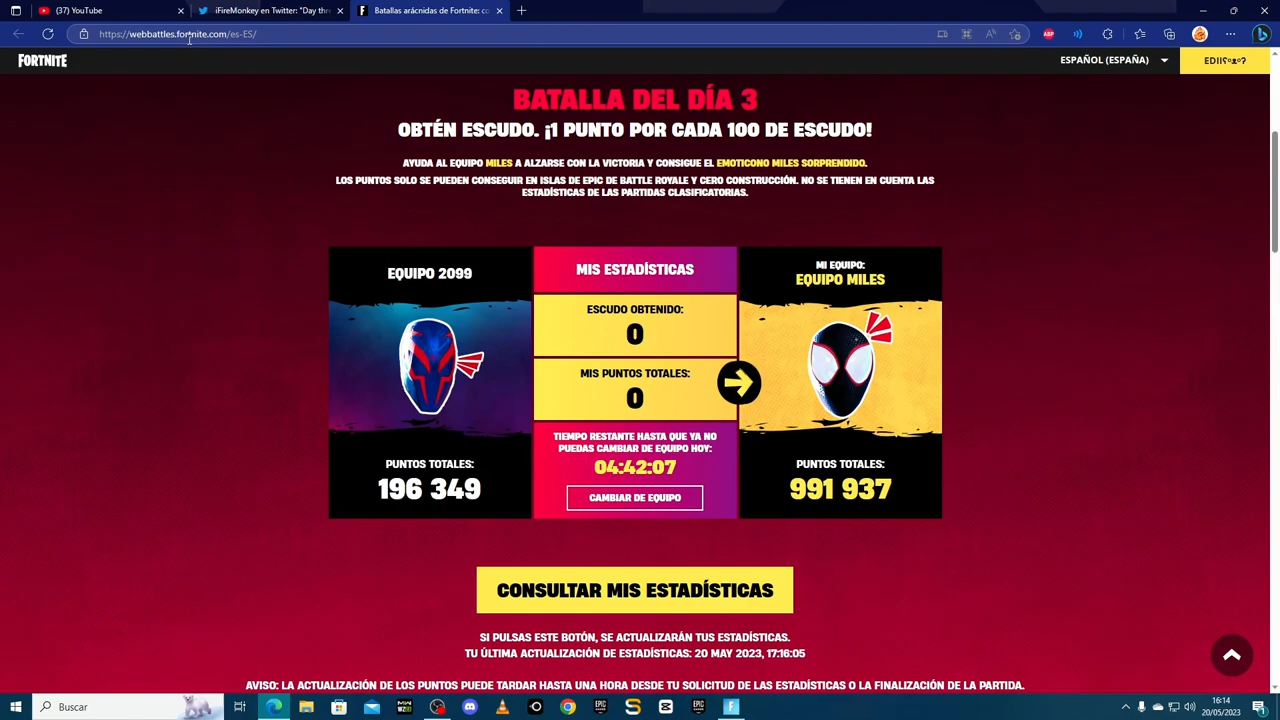 (37) YouTube
iFireMonkey en Twitter: "Day thr
Batallas arácnidas de Fortnite: co
https://webbattles.fortnite.com/es-ES/
FORTNITE
ESPAÑOL (ESPAÑA)
BATALLA DEL DÍA 3
OBTÉN ESCUDO. ¡1 PUNTO POR CADA 100 DE ESCUDO!
AYUDA AL EQUIPO MILES A ALZARSE CON LA VICTORIA Y CONSIGUE EL EMOTICONO MILES SORPRENDIDO.
LOS PUNTOS SOLO SE PUEDEN CONSEGUIR EN ISLAS DE EPIC DE BATTLE ROYALE Y CERO CONSTRUCCIÓN. NO SE TIENEN EN CUENTA LAS
ESTADÍSTICAS DE LAS PARTIDAS CLASIFICATORIAS.
EQUIPO 2099
PUNTOS TOTALES:
196 349
MIS ESTADÍSTICAS
ESCUDO OBTENIDO:
0
MIS PUNTOS TOTALES:
0
TIEMPO RESTANTE HASTA QUE YA NO
PUEDAS CAMBIAR DE EQUIPO HOY:
04:42:07
CAMBIAR DE EQUIPO
MI EQUIPO:
EQUIPO MILES
PUNTOS TOTALES:
991 937
CONSULTAR MIS ESTADÍSTICAS
SI PULSAS ESTE BOTÓN, SE ACTUALIZARÁN TUS ESTADÍSTICAS.
TU ÚLTIMA ACTUALIZACIÓN DE ESTADÍSTICAS: 20 MAY 2023, 17:16:05
AVISO: LA ACTUALIZACIÓN DE LOS PUNTOS PUEDE TARDAR HASTA UNA HORA DESDE TU SOLICITUD DE LAS ESTADÍSTICAS O LA FINALIZACIÓN DE LA PARTIDA.
Buscar
16:14
20/05/2023